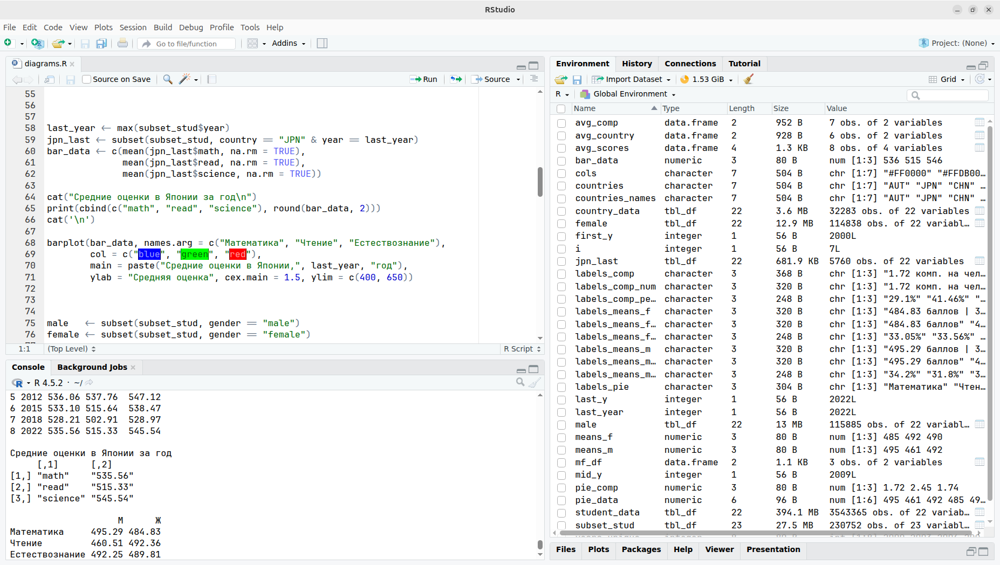 RStudio
File Edit Code View Plots Session Build Debug Profile Tools Help
Go to file/function Addins Project: (None)
diagrams.R
Source on Save Run Source
55
56
57
58 last_year <- max(subset_stud$year)
59 jpn_last <- subset(subset_stud, country == "JPN" & year == last_year)
60 bar_data <- c(mean(jpn_last$math, na.rm = TRUE),
61 mean(jpn_last$read, na.rm = TRUE),
62 mean(jpn_last$science, na.rm = TRUE))
63
64 cat("Средние оценки в Японии за год\n")
65 print(cbind(c("math", "read", "science"), round(bar_data, 2)))
66 cat('\n')
67
68 barplot(bar_data, names.arg = c("Математика", "Чтение", "Естествознание"),
69 col = c("blue", "green", "red"),
70 main = paste("Средние оценки в Японии,", last_year, "год"),
71 ylab = "Средняя оценка", cex.main = 1.5, ylim = c(400, 650))
72
73
74
75 male <- subset(subset_stud, gender == "male")
76 female <- subset(subset_stud, gender == "female")
1:1 (Top Level) R Script
Console Background Jobs
R 4.5.2 · ~/
5 2012 536.06 537.76 547.12
6 2015 533.10 515.64 538.47
7 2018 528.21 502.91 528.97
8 2022 535.56 515.33 545.54
Средние оценки в Японии за год
[,1] [,2]
[1,] "math" "535.56"
[2,] "read" "515.33"
[3,] "science" "545.54"
М Ж
Математика 495.29 484.83
Чтение 460.51 492.36
Естествознание 492.25 489.81
Environment History Connections Tutorial
Import Dataset 1.53 GiB Grid
R Global Environment
Name Type Length Size Value
avg_comp data.frame 2 952 B 7 obs. of 2 variables
avg_country data.frame 2 928 B 6 obs. of 2 variables
avg_scores data.frame 4 1.3 KB 8 obs. of 4 variables
bar_data numeric 3 80 B num [1:3] 536 515 546
cols character 7 504 B chr [1:7] "#FF0000" "#FFDB00…
countries character 7 504 B chr [1:7] "AUT" "JPN" "CHN" …
countries_names character 7 504 B chr [1:7] "AUT" "JPN" "CHN" …
country_data tbl_df 22 3.6 MB 32283 obs. of 22 variables
female tbl_df 22 12.9 MB 114838 obs. of 22 variabl…
first_y integer 1 56 B 2000L
i integer 1 56 B 7L
jpn_last tbl_df 22 681.9 KB 5760 obs. of 22 variables
labels_comp character 3 368 B chr [1:3] "1.72 комп. на чел…
labels_comp_num character 3 320 B chr [1:3] "1.72 комп. на чел…
labels_comp_pe… character 3 248 B chr [1:3] "29.1%" "41.46%" "…
labels_means_f character 3 320 B chr [1:3] "484.83 баллов | 3…
labels_means_f… character 3 320 B chr [1:3] "484.83 баллов" "4…
labels_means_f… character 3 248 B chr [1:3] "33.05%" "33.56%" …
labels_means_m character 3 320 B chr [1:3] "495.29 баллов | 3…
labels_means_m… character 3 320 B chr [1:3] "495.29 баллов" "4…
labels_means_m… character 3 248 B chr [1:3] "34.2%" "31.8%" "3…
labels_pie character 3 304 B chr [1:3] "Математика" "Чтен…
last_y integer 1 56 B 2022L
last_year integer 1 56 B 2022L
male tbl_df 22 13 MB 115885 obs. of 22 variabl…
means_f numeric 3 80 B num [1:3] 485 492 490
means_m numeric 3 80 B num [1:3] 495 461 492
mf_df data.frame 2 1.1 KB 3 obs. of 2 variables
mid_y integer 1 56 B 2009L
pie_comp numeric 3 80 B num [1:3] 1.72 2.45 1.74
pie_data numeric 6 96 B num [1:6] 495 461 492 485 49…
student_data tbl_df 22 394.1 MB 3543365 obs. of 22 variab…
subset_stud tbl_df 23 27.5 MB 230752 obs. of 23 variabl…
Files Plots Packages Help Viewer Presentation